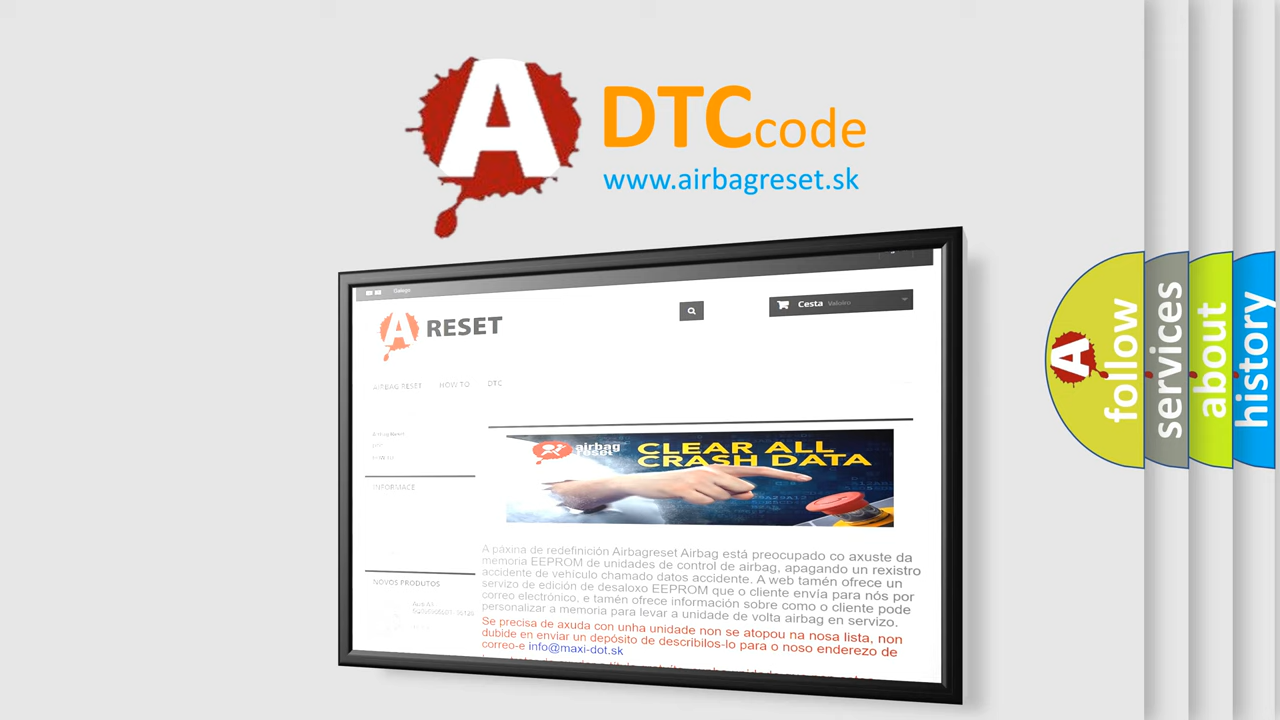 A DTC code
www.airbagreset.sk
Galego
A RESET
Cesta Valeiro
AIRBAG RESET HOW TO DTC
INFORMACE
airbag reset
CLEAR ALL
CRASH DATA
A páxina de redefinición Airbagreset Airbag está preocupado co axuste da
memoria EEPROM de unidades de control de airbag, apagando un rexistro
accidente de vehículo chamado datos accidente. A web tamén ofrece un
servizo de edición de desaloxo EEPROM que o cliente envía para nós por
correo electrónico, e tamén ofrece información sobre como o cliente pode
personalizar a memoria para levar a unidade de volta airbag en servizo.
Se precisa de axuda con unha unidade non se atopou na nosa lista, non
dubide en enviar un depósito de describilos-lo para o noso enderezo de
correo-e info@maxi-dot.sk
NOVOS PRODUTOS
A
follow
services
about
history